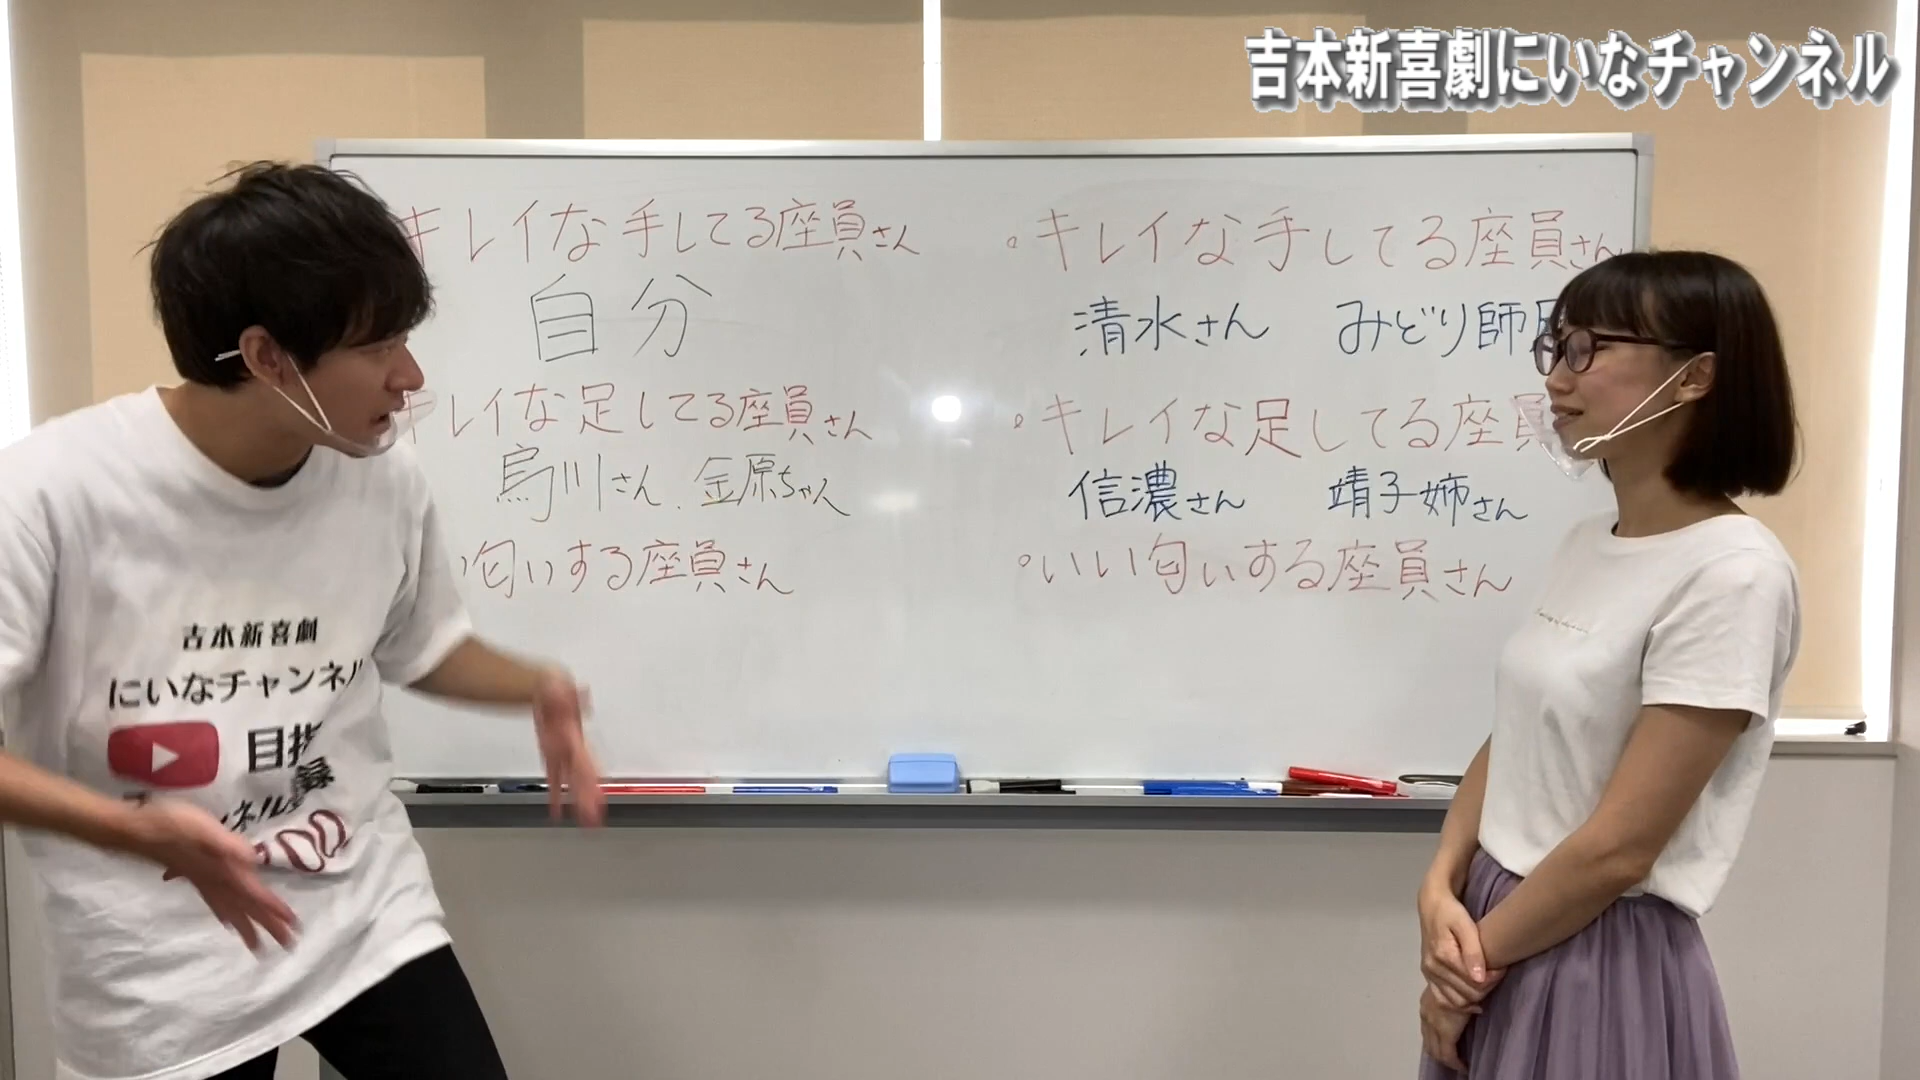 吉本新喜劇にいなチャンネル
キレイな手してる座員さん
自分
キレイな足してる座員さん
烏川さん、金原ちゃん
匂いする座員さん
・キレイな手してる座員さん
清水さん みどり師
・キレイな足してる座員
信濃さん 靖子姉さん
・いい匂いする座員さん
吉本新喜劇
にいなチャンネル
目指